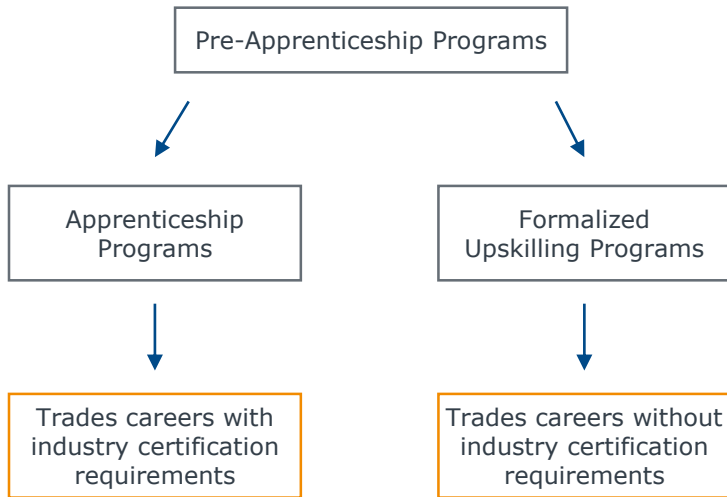 Pre-Apprenticeship Programs
Apprenticeship
Programs
Formalized
Upskilling Programs
Trades careers with
industry certification
requirements
Trades careers without
industry certification
requirements